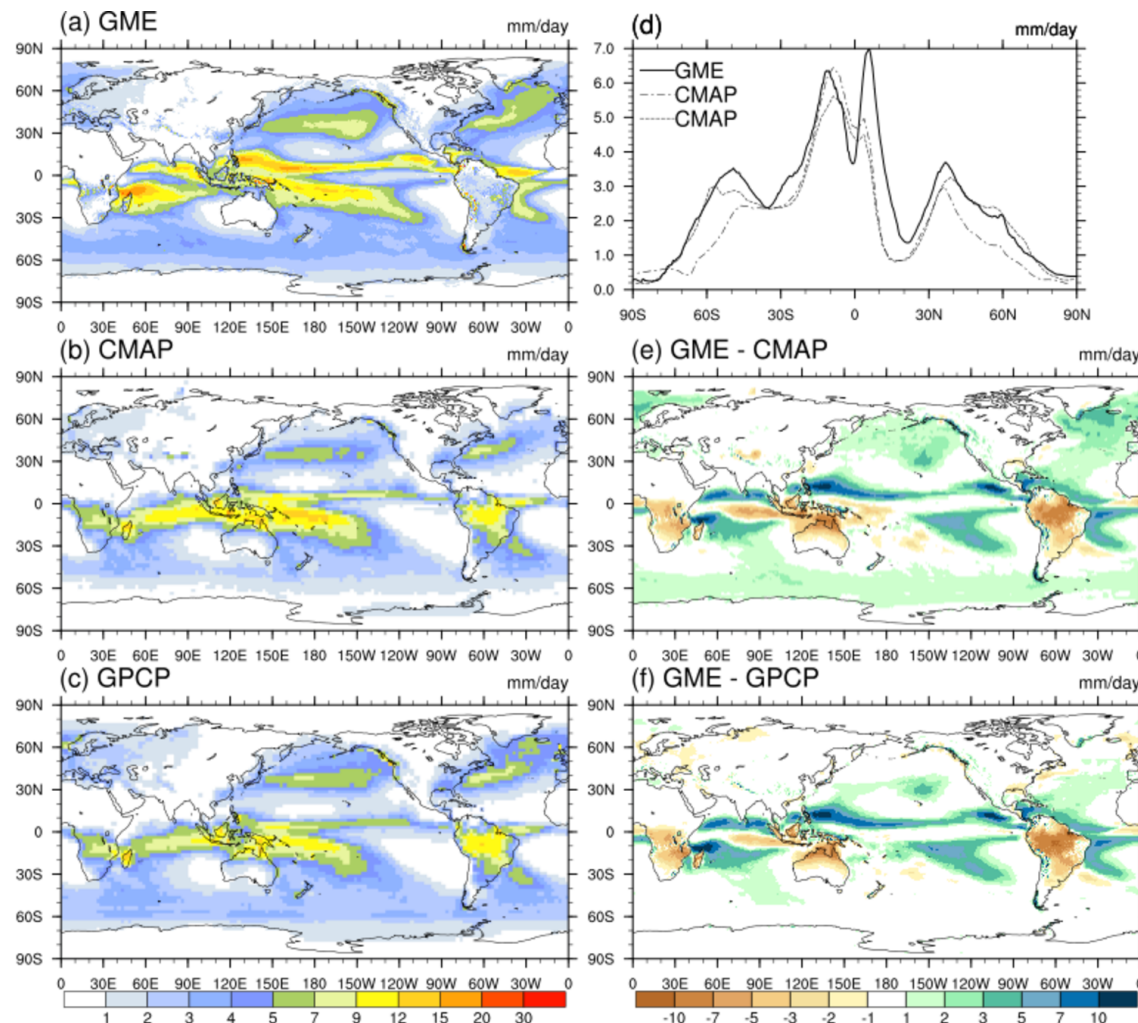 (a) GME mm/day
90N
60N
30N
0
30S
60S
90S
0 30E 60E 90E 120E 150E 180 150W 120W 90W 60W 30W 0
(d) mm/day
7.0
6.0
5.0
4.0
3.0
2.0
1.0
0.0
GME
CMAP
CMAP
90S 60S 30S 0 30N 60N 90N
(b) CMAP mm/day
90N
60N
30N
0
30S
60S
90S
0 30E 60E 90E 120E 150E 180 150W 120W 90W 60W 30W 0
(e) GME - CMAP mm/day
90N
60N
30N
0
30S
60S
90S
0 30E 60E 90E 120E 150E 180 150W 120W 90W 60W 30W 0
(c) GPCP mm/day
90N
60N
30N
0
30S
60S
90S
0 30E 60E 90E 120E 150E 180 150W 120W 90W 60W 30W 0
1 2 3 4 5 7 9 12 15 20 30
(f) GME - GPCP mm/day
90N
60N
30N
0
30S
60S
90S
0 30E 60E 90E 120E 150E 180 150W 120W 90W 60W 30W 0
-10 -7 -5 -3 -2 -1 1 2 3 5 7 10